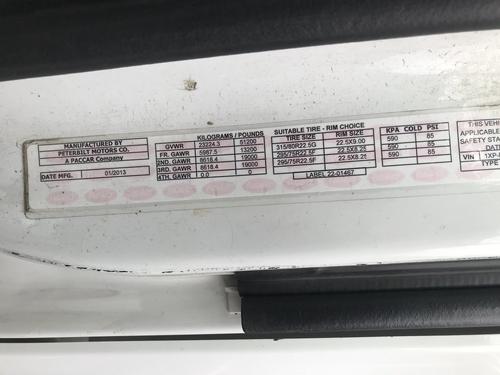 MANUFACTURED BY
PETERBILT MOTORS CO.
A PACCAR Company
DATE MFG. 01/2013
KILOGRAMS / POUNDS
GVWR 23224.3 51200
FR. GAWR 5987.5 13200
2ND. GAWR 8618.4 19000
3RD. GAWR 8618.4 19000
4TH. GAWR 0.0 0
SUITABLE TIRE - RIM CHOICE
TIRE SIZE RIM SIZE
315/80R22.5G 22.5X9.00
295/75R22.5F 22.5X8.25
295/75R22.5F 22.5x8.25
LABEL 22-01467
KPA COLD PSI
590 85
590 85
590 85
THIS VEHI
APPLICABLE
SAFETY STA
DAT
VIN 1XP-
TYPE